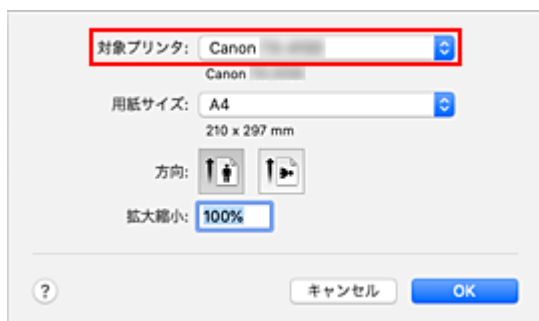 対象プリンタ: Canon
Canon
用紙サイズ: A4
210 x 297 mm
方向:
拡大縮小: 100%
? キャンセル OK